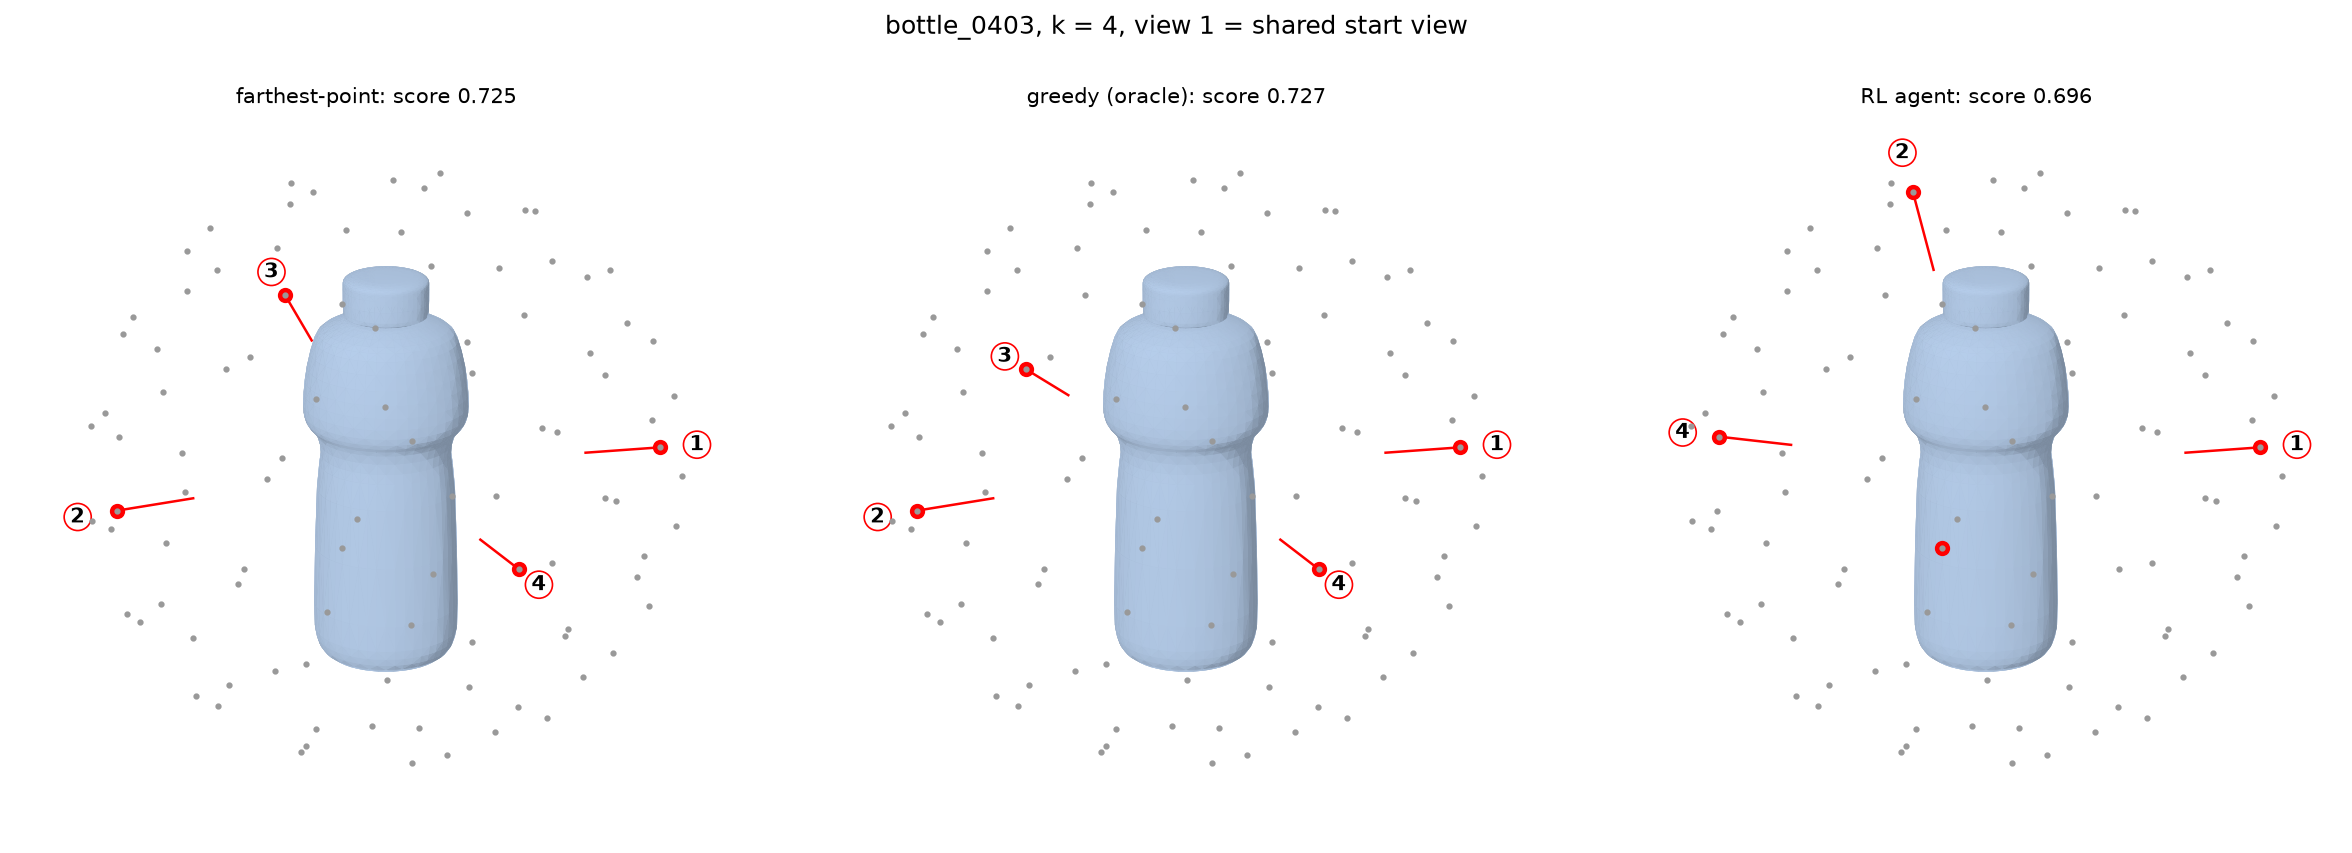 bottle_0403, k = 4, view 1 = shared start view
farthest-point: score 0.725
3
1
2
4
greedy (oracle): score 0.727
3
1
2
4
RL agent: score 0.696
2
4
1